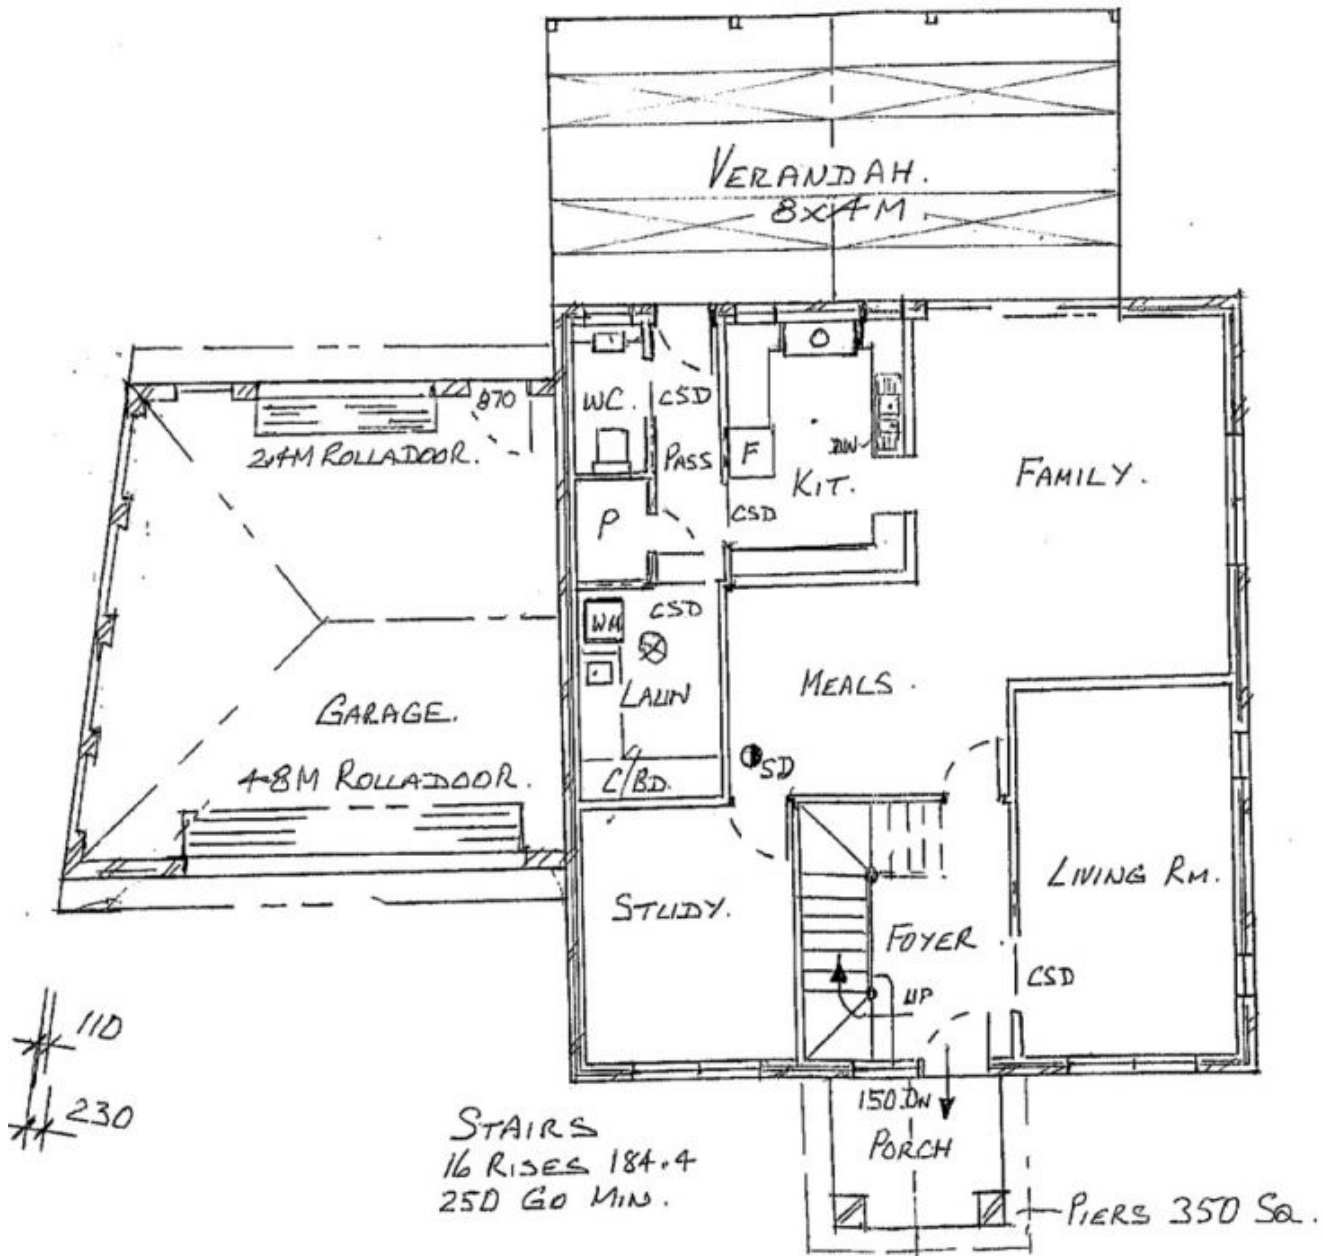 VERANDAH.
8x4M
870
2.4M ROLLADOOR.
WC.
CSD
PASS
F
DW
KIT.
CSD
FAMILY.
P
CSD
WM
LAUN
MEALS.
GARAGE.
4.8M ROLLADOOR.
C/BD.
SD
STUDY.
LIVING RM.
FOYER
UP
CSD
110
230
150 DN
PORCH
STAIRS
16 RISES 184.4
250 GO MIN.
PIERS 350 SQ.